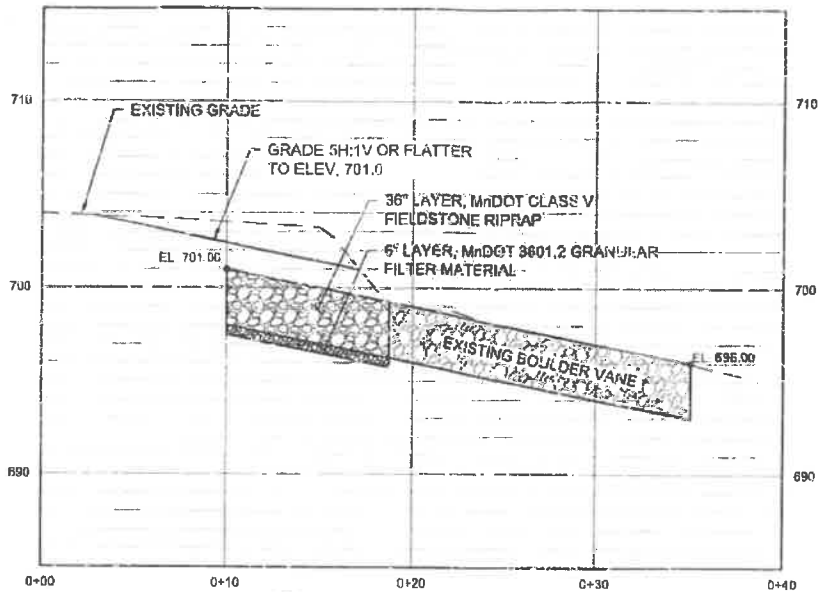 710
710
EXISTING GRADE
GRADE 5H:1V OR FLATTER
TO ELEV, 701.0
36" LAYER, MnDOT CLASS V
FIELDSTONE RIPRAP
6" LAYER, MnDOT 3601.2 GRANULAR
FILTER MATERIAL
EL 701.00
700
700
EXISTING BOULDER VANE
EL 696.00
690
690
0+00
0+10
0+20
0+30
0+40